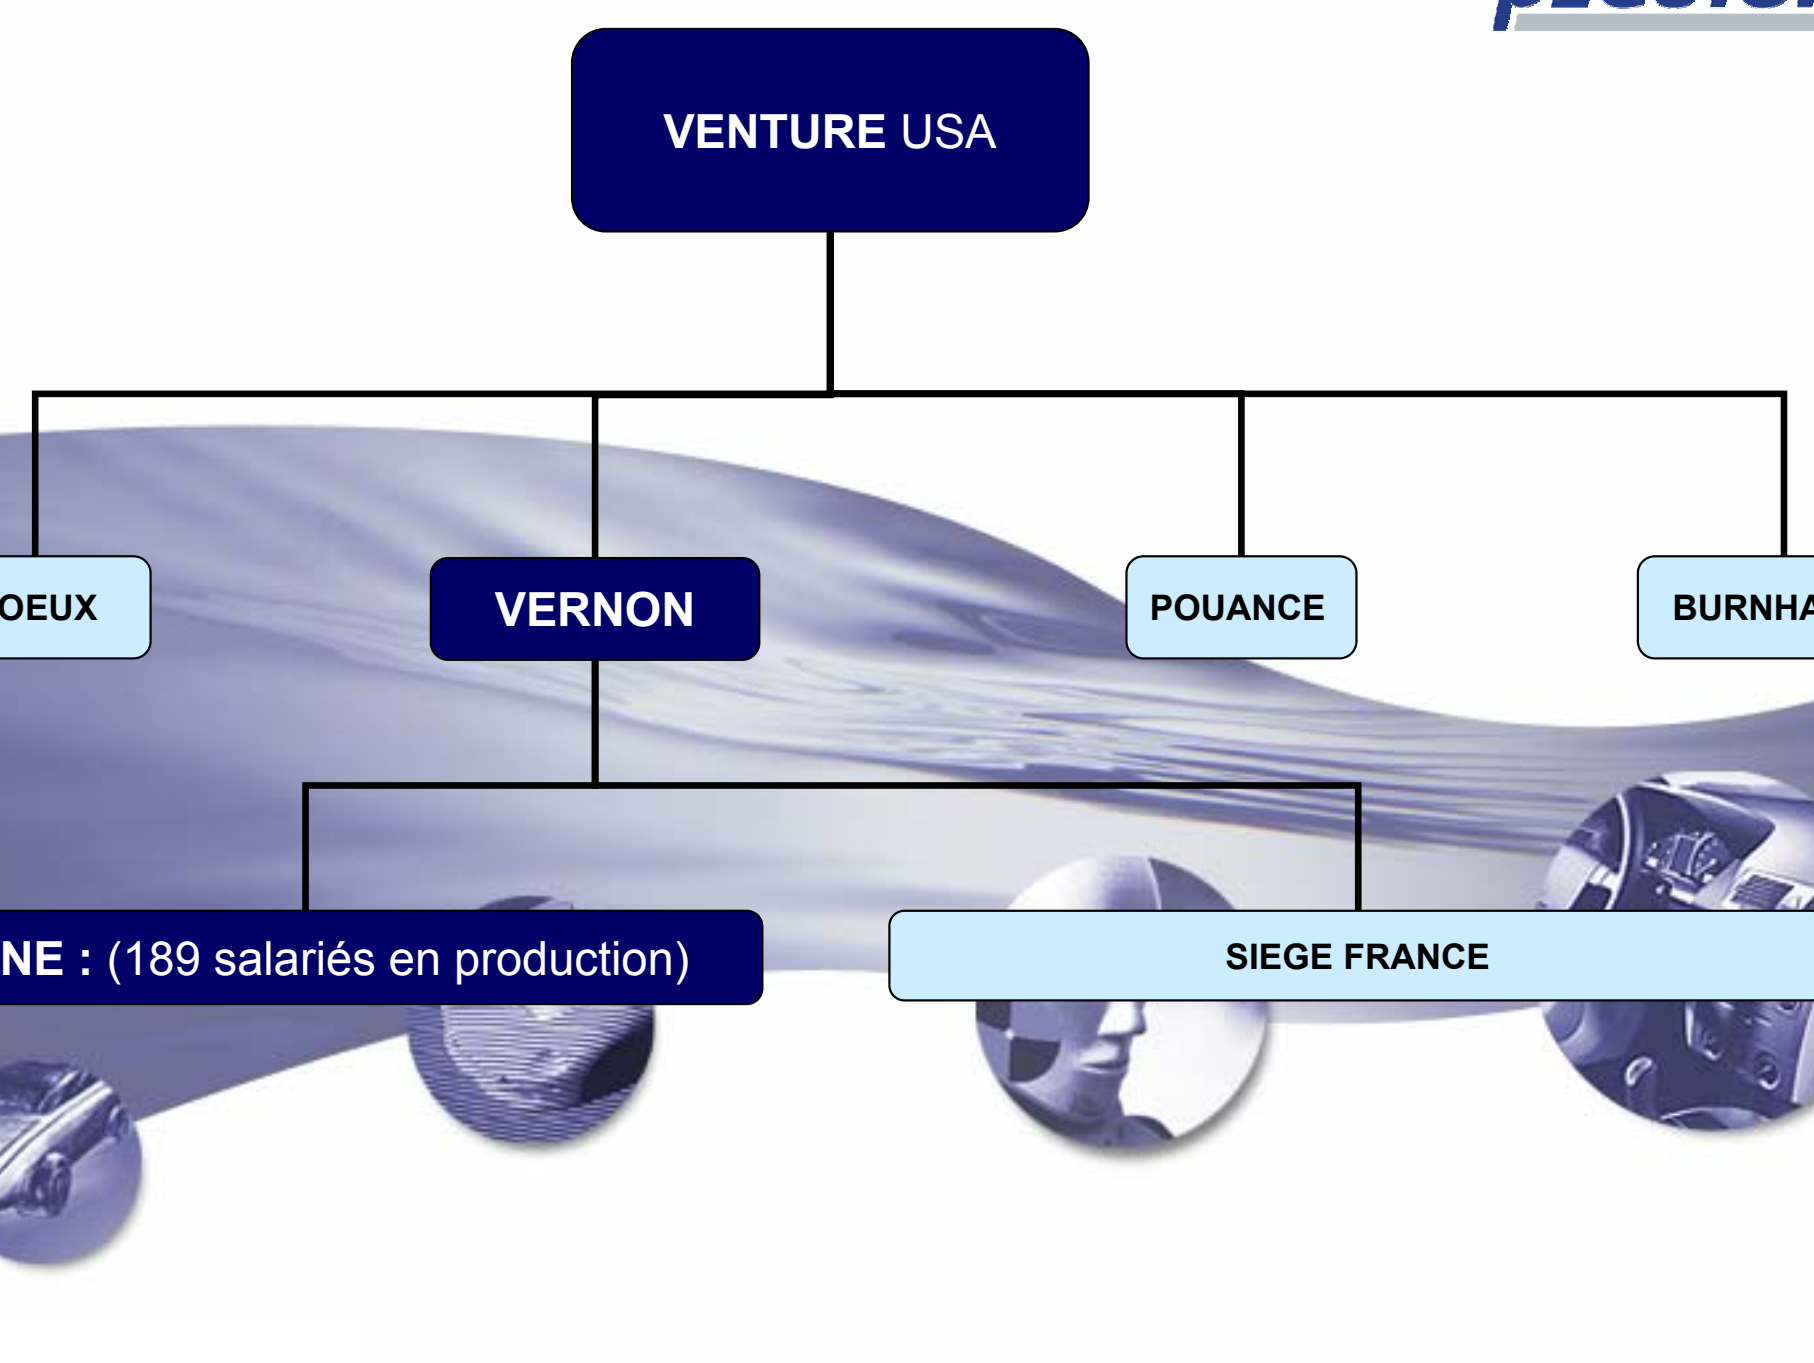 VENTURE USA
OEUX
VERNON
POUANCE
BURNHA
NE : (189 salariés en production)
SIEGE FRANCE